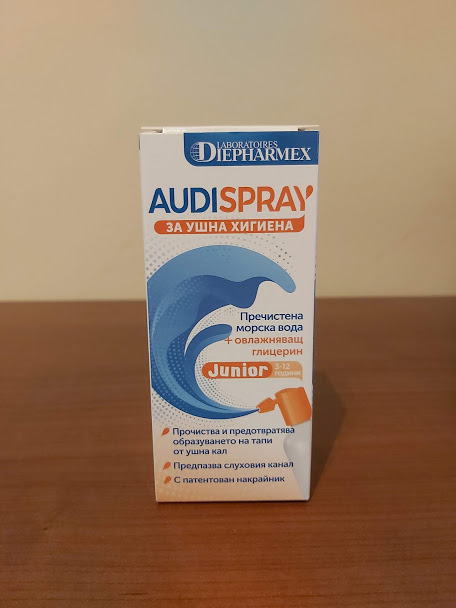 LABORATOIRES
DIEPHARMEX
AUDISPRAY
ЗА УШНА ХИГИЕНА
Пречистена
морска вода
+ овлажняващ
глицерин
Junior 3-12
години
Прочиства и предотвратява
образуването на тапи
от ушна кал
Предпазва слуховия канал
С патентован накрайник